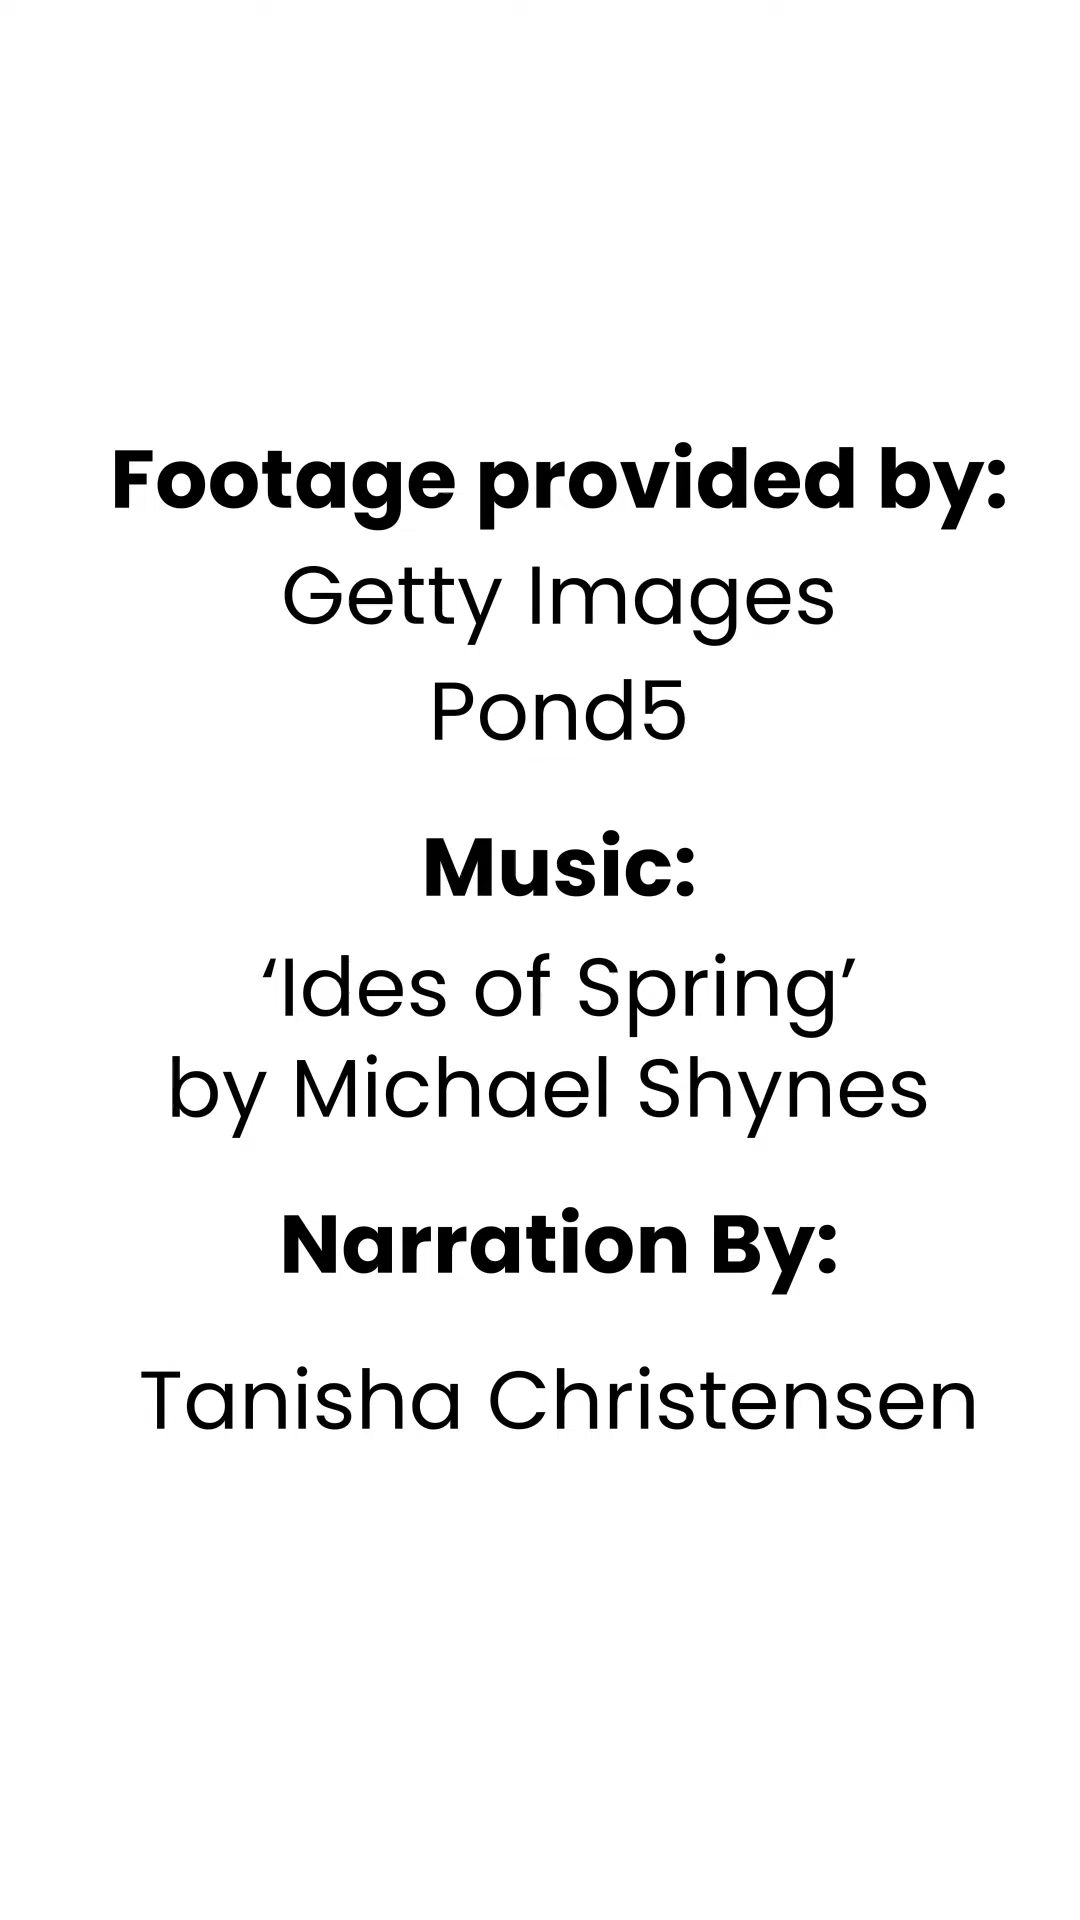 Footage provided by:
Getty Images
Pond5
Music:
‘Ides of Spring’
by Michael Shynes
Narration By:
Tanisha Christensen